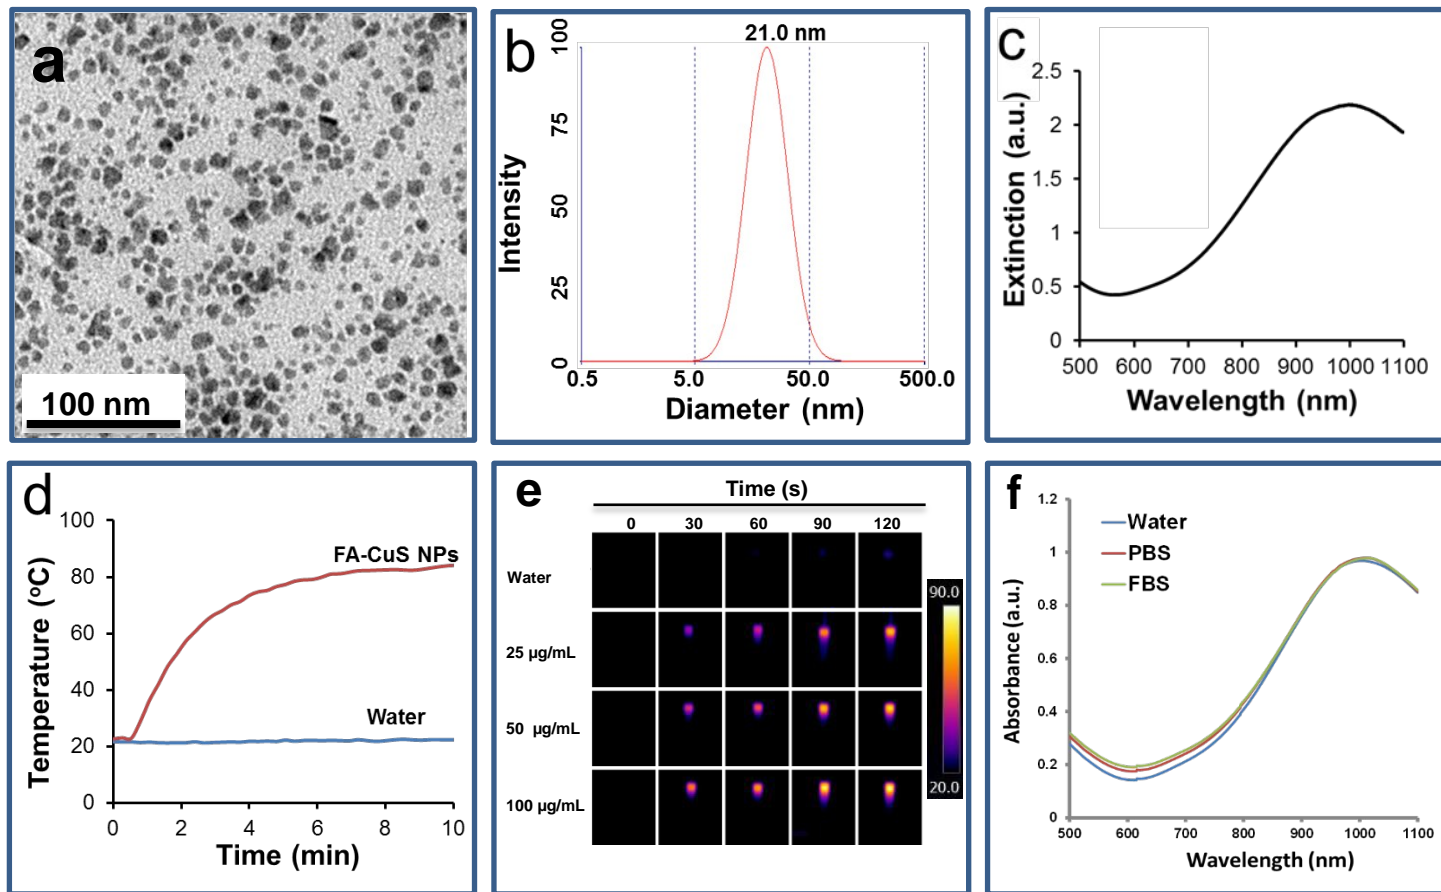 a
100 nm
b
21.0 nm
100
75
50
25
0
Intensity
0.5 5.0 50.0 500.0
Diameter (nm)
c
2.5
2
1.5
1
0.5
0
Extinction (a.u.)
500 600 700 800 900 1000 1100
Wavelength (nm)
d
100
80
60
40
20
0
Temperature (oC)
FA-CuS NPs
Water
0 2 4 6 8 10
Time (min)
e
Time (s)
0 30 60 90 120
Water
25 µg/mL
50 µg/mL
100 µg/mL
90.0
20.0
f
1.2
1
0.8
0.6
0.4
0.2
0
Absorbance (a.u.)
Water
PBS
FBS
500 600 700 800 900 1000 1100
Wavelength (nm)